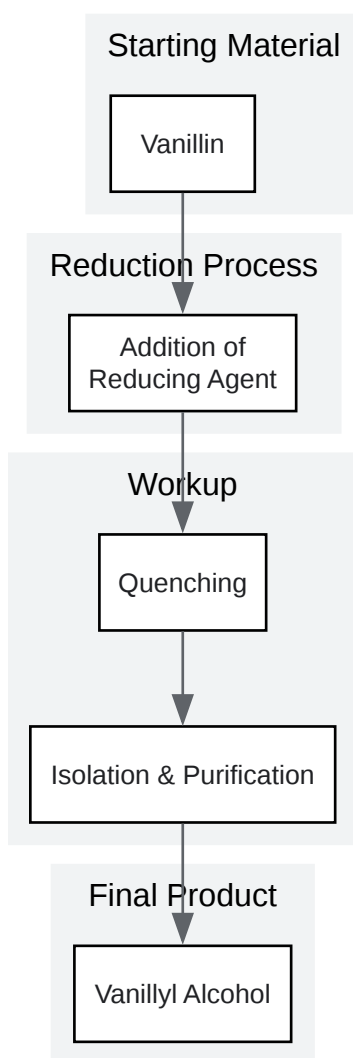 Starting Material
Vanillin
Reduction Process
Addition of
Reducing Agent
Workup
Quenching
Isolation & Purification
Final Product
Vanillyl Alcohol